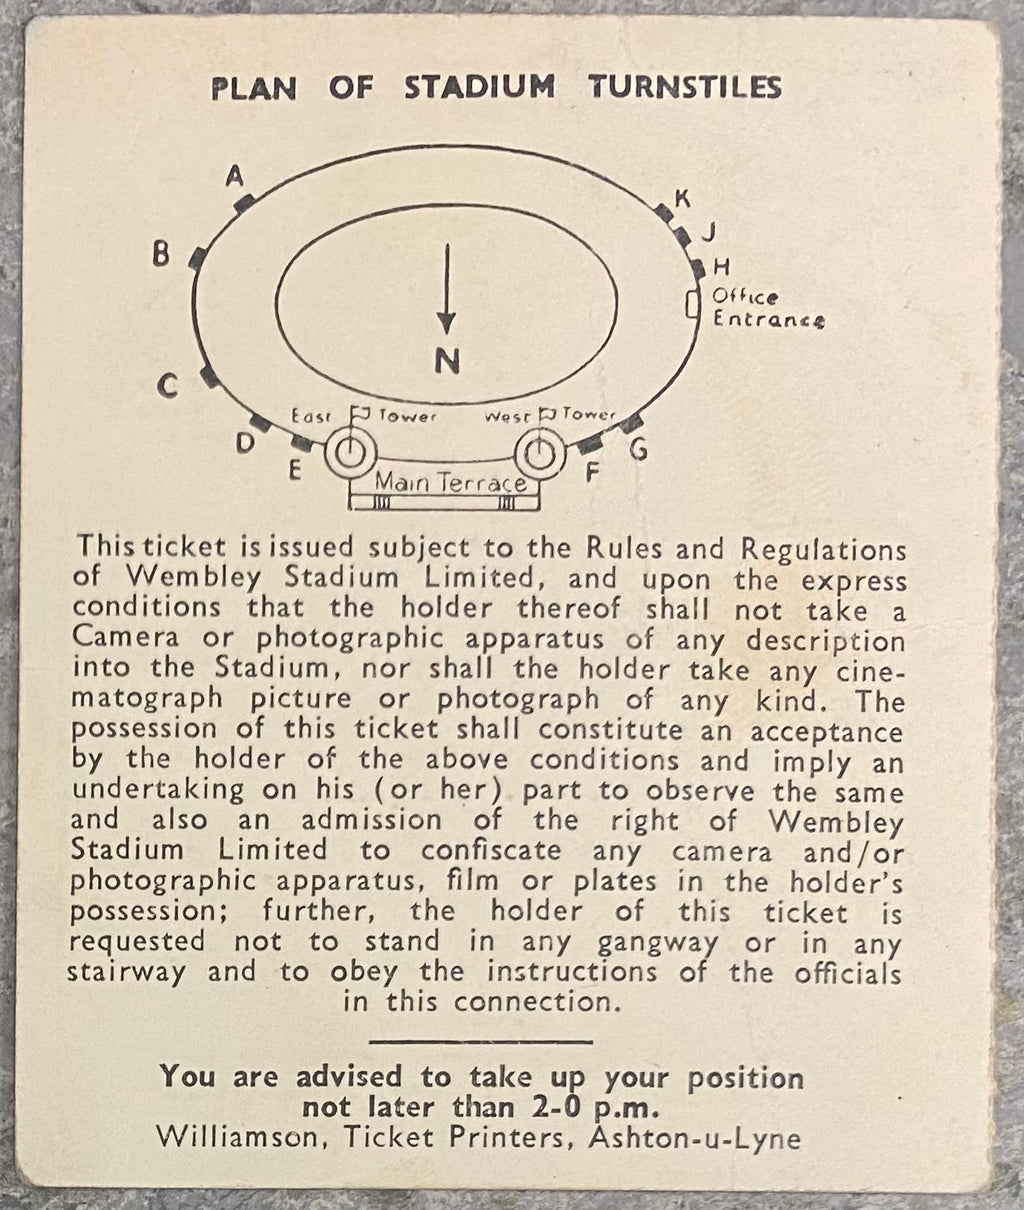 PLAN OF STADIUM TURNSTILES
A
K
B
J
H
Office
Entrance
N
C
East Tower
West Tower
D
E
F
G
Main Terrace
This ticket is issued subject to the Rules and Regulations
of Wembley Stadium Limited, and upon the express
conditions that the holder thereof shall not take a
Camera or photographic apparatus of any description
into the Stadium, nor shall the holder take any cine-
matograph picture or photograph of any kind. The
possession of this ticket shall constitute an acceptance
by the holder of the above conditions and imply an
undertaking on his (or her) part to observe the same
and also an admission of the right of Wembley
Stadium Limited to confiscate any camera and/or
photographic apparatus, film or plates in the holder's
possession; further, the holder of this ticket is
requested not to stand in any gangway or in any
stairway and to obey the instructions of the officials
in this connection.
You are advised to take up your position
not later than 2-0 p.m.
Williamson, Ticket Printers, Ashton-u-Lyne